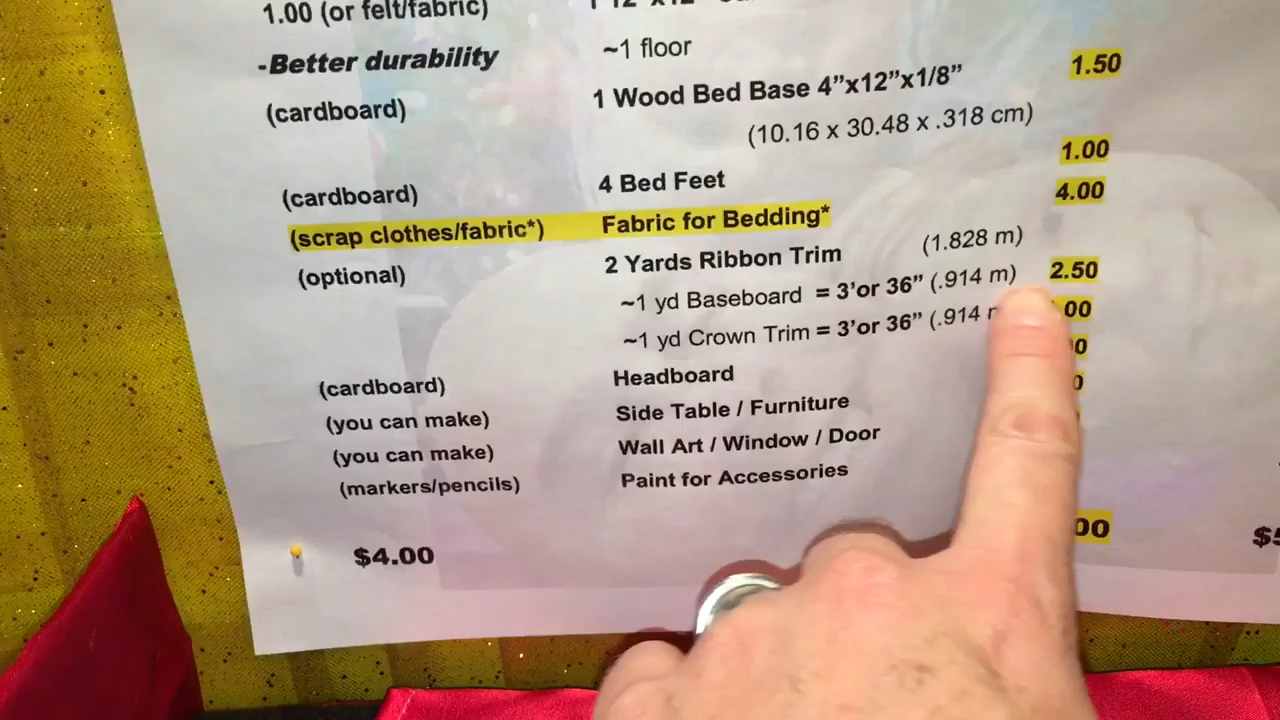 1.00 (or felt/fabric)
-Better durability ~1 floor
(cardboard) 1 Wood Bed Base 4”x12”x1/8” 1.50
(10.16 x 30.48 x .318 cm)
(cardboard) 4 Bed Feet 1.00
(scrap clothes/fabric*) Fabric for Bedding* 4.00
(optional) 2 Yards Ribbon Trim (1.828 m)
~1 yd Baseboard = 3’or 36” (.914 m) 2.50
~1 yd Crown Trim = 3’or 36” (.914 00
(cardboard) Headboard
(you can make) Side Table / Furniture
(you can make) Wall Art / Window / Door
(markers/pencils) Paint for Accessories
$4.00 00